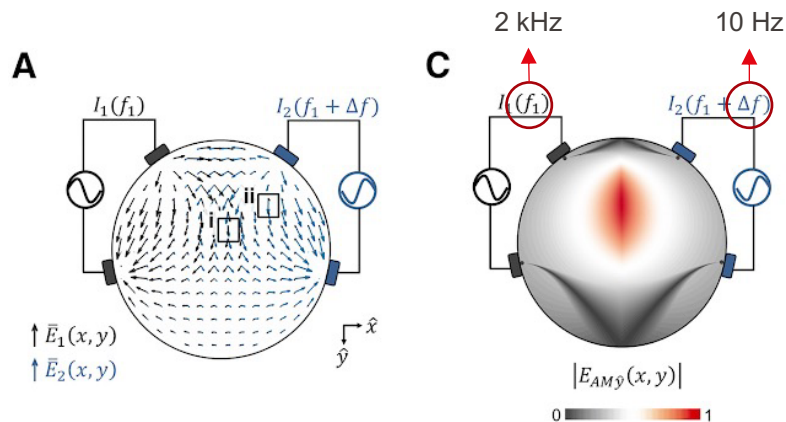 2 kHz
10 Hz
A
I₁(f₁)
I₂(f₁ + Δf)
i
ii
Ē₁(x, y)
Ē₂(x, y)
x̂
ŷ
C
I₁(f₁)
I₂(f₁ + Δf)
|E_AMŷ(x, y)|
0
1